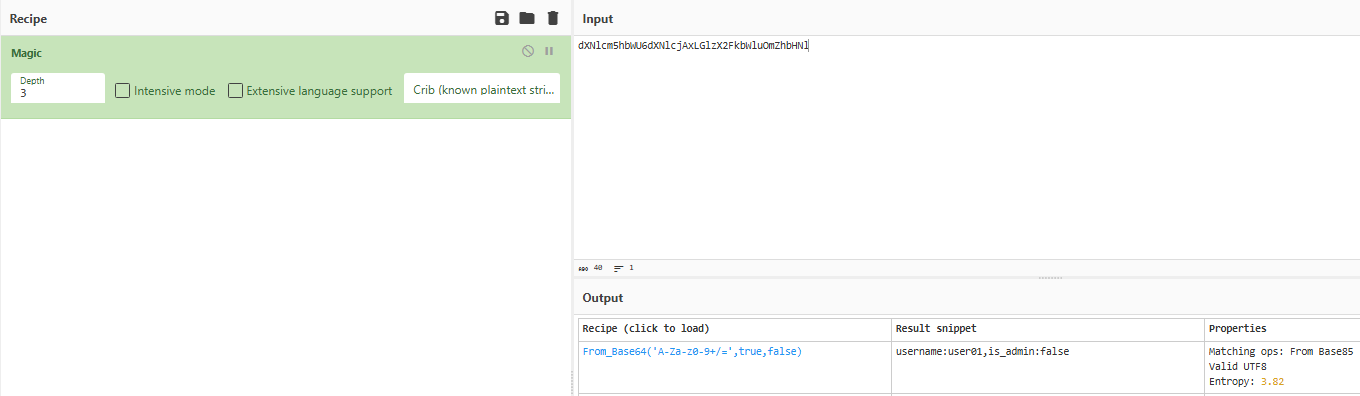 Recipe
Magic
Depth
3
Intensive mode
Extensive language support
Crib (known plaintext stri...
Input
dXNlcm5hbWU6dXNlcjAxLGlzX2FkbWluOmZhbHNl
ABC 40
1
Output
Recipe (click to load)
Result snippet
Properties
From_Base64('A-Za-z0-9+/=',true,false)
username:user01,is_admin:false
Matching ops: From Base85
Valid UTF8
Entropy: 3.82